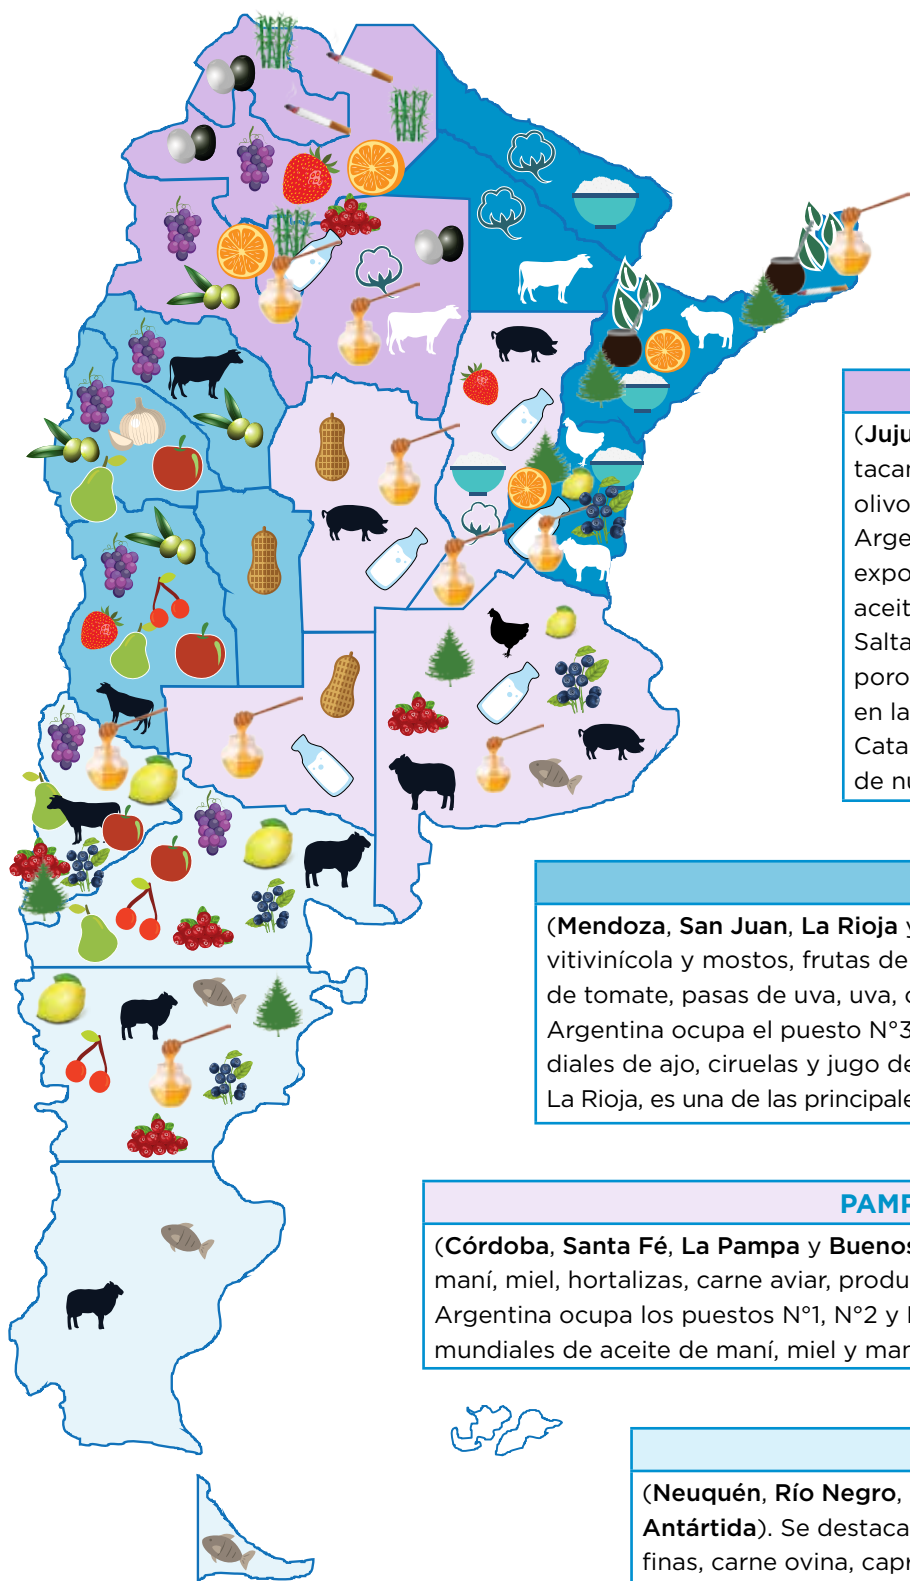 (Juju
tacar
olivo
Arge
expo
aceit
Salta
poro
en la
Cata
de nu
(Mendoza, San Juan, La Rioja y
vitivinícola y mostos, frutas de
de tomate, pasas de uva, uva, c
Argentina ocupa el puesto N°3
diales de ajo, ciruelas y jugo de
La Rioja, es una de las principale
PAMP
(Córdoba, Santa Fé, La Pampa y Buenos
maní, miel, hortalizas, carne aviar, produ
Argentina ocupa los puestos N°1, N°2 y
mundiales de aceite de maní, miel y man
(Neuquén, Río Negro,
Antártida). Se destaca
finas, carne ovina, capr